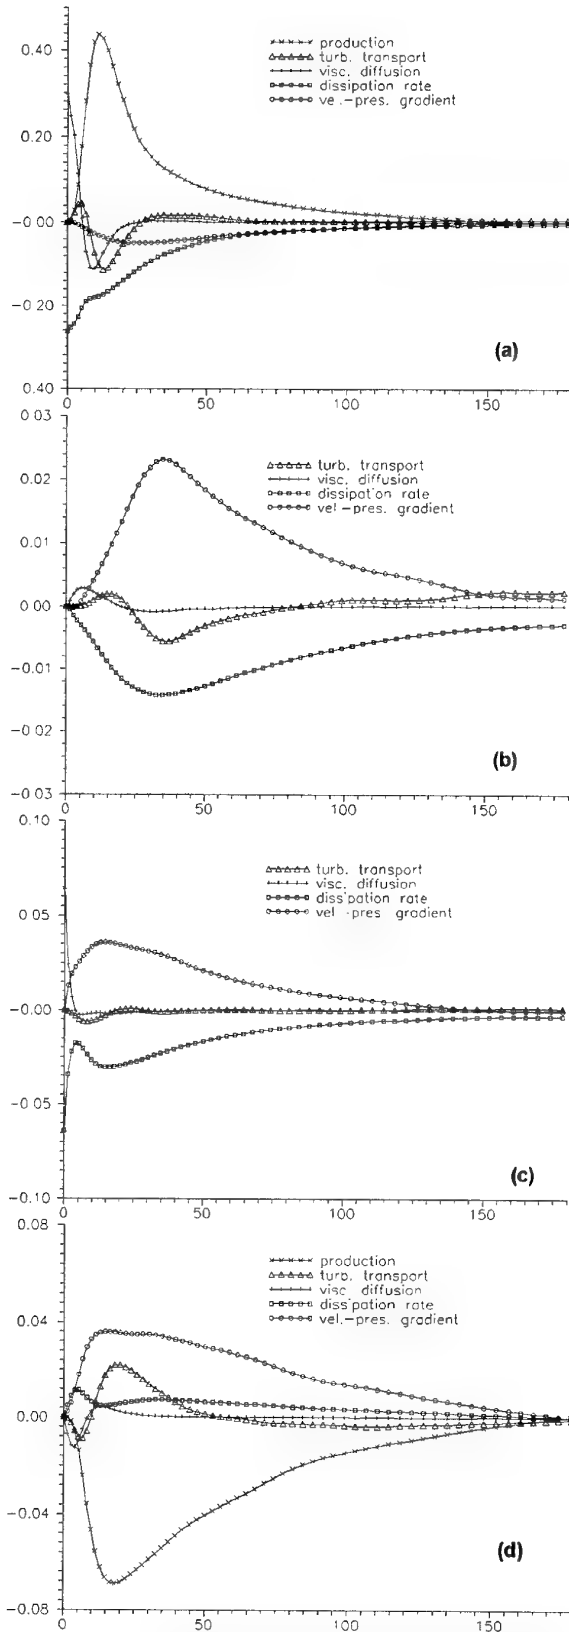 0.40
0.20
-0.00
-0.20
0.40
production
turb. transport
visc. diffusion
dissipation rate
ve.-pres. gradient
(a)
0 50 100 150
0 03
0.02
0.01
0 00
-0.01
-0 02
-0 03
turb. transport
visc. diffusion
dissipation rate
vel -pres. gradient
(b)
0 50 100 150
0.10
0.05
-0.00
-0 05
-0.10
turb. transport
visc. diffusion
dissipation rate
vel -pres gradient
(c)
0 50 100 150
0.08
0.04
0.00
-0.04
-0.08
production
turb. transport
visc. diffusion
dissipation rate
vel.-pres. gradient
(d)
0 50 100 150